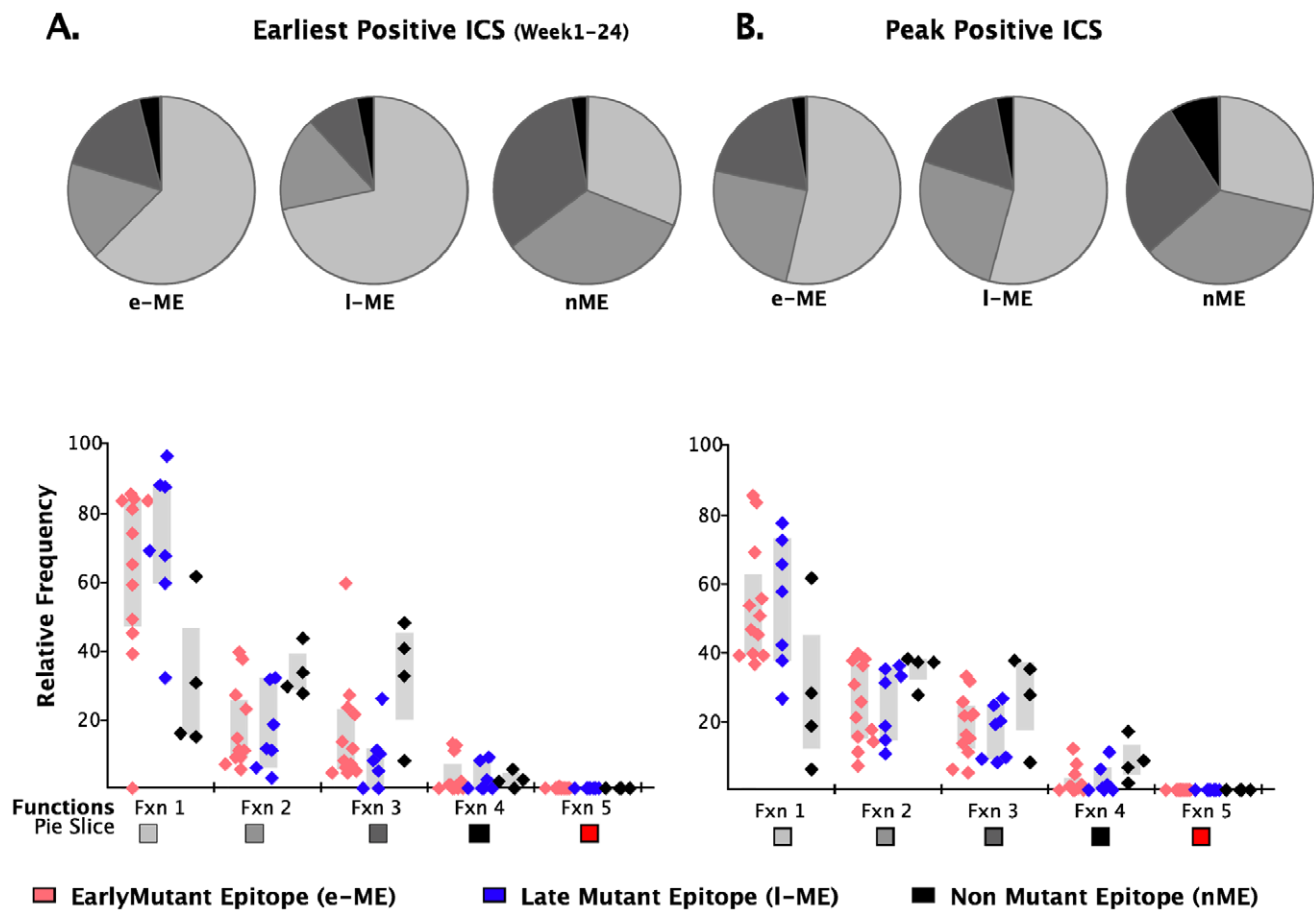 A. Earliest Positive ICS (Week1–24) B. Peak Positive ICS
e–ME l–ME nME e–ME l–ME nME
Relative Frequency
100
80
60
40
20
100
80
60
40
20
Functions Fxn 1 Fxn 2 Fxn 3 Fxn 4 Fxn 5 Fxn 1 Fxn 2 Fxn 3 Fxn 4 Fxn 5
Pie Slice
EarlyMutant Epitope (e–ME) Late Mutant Epitope (l–ME) Non Mutant Epitope (nME)